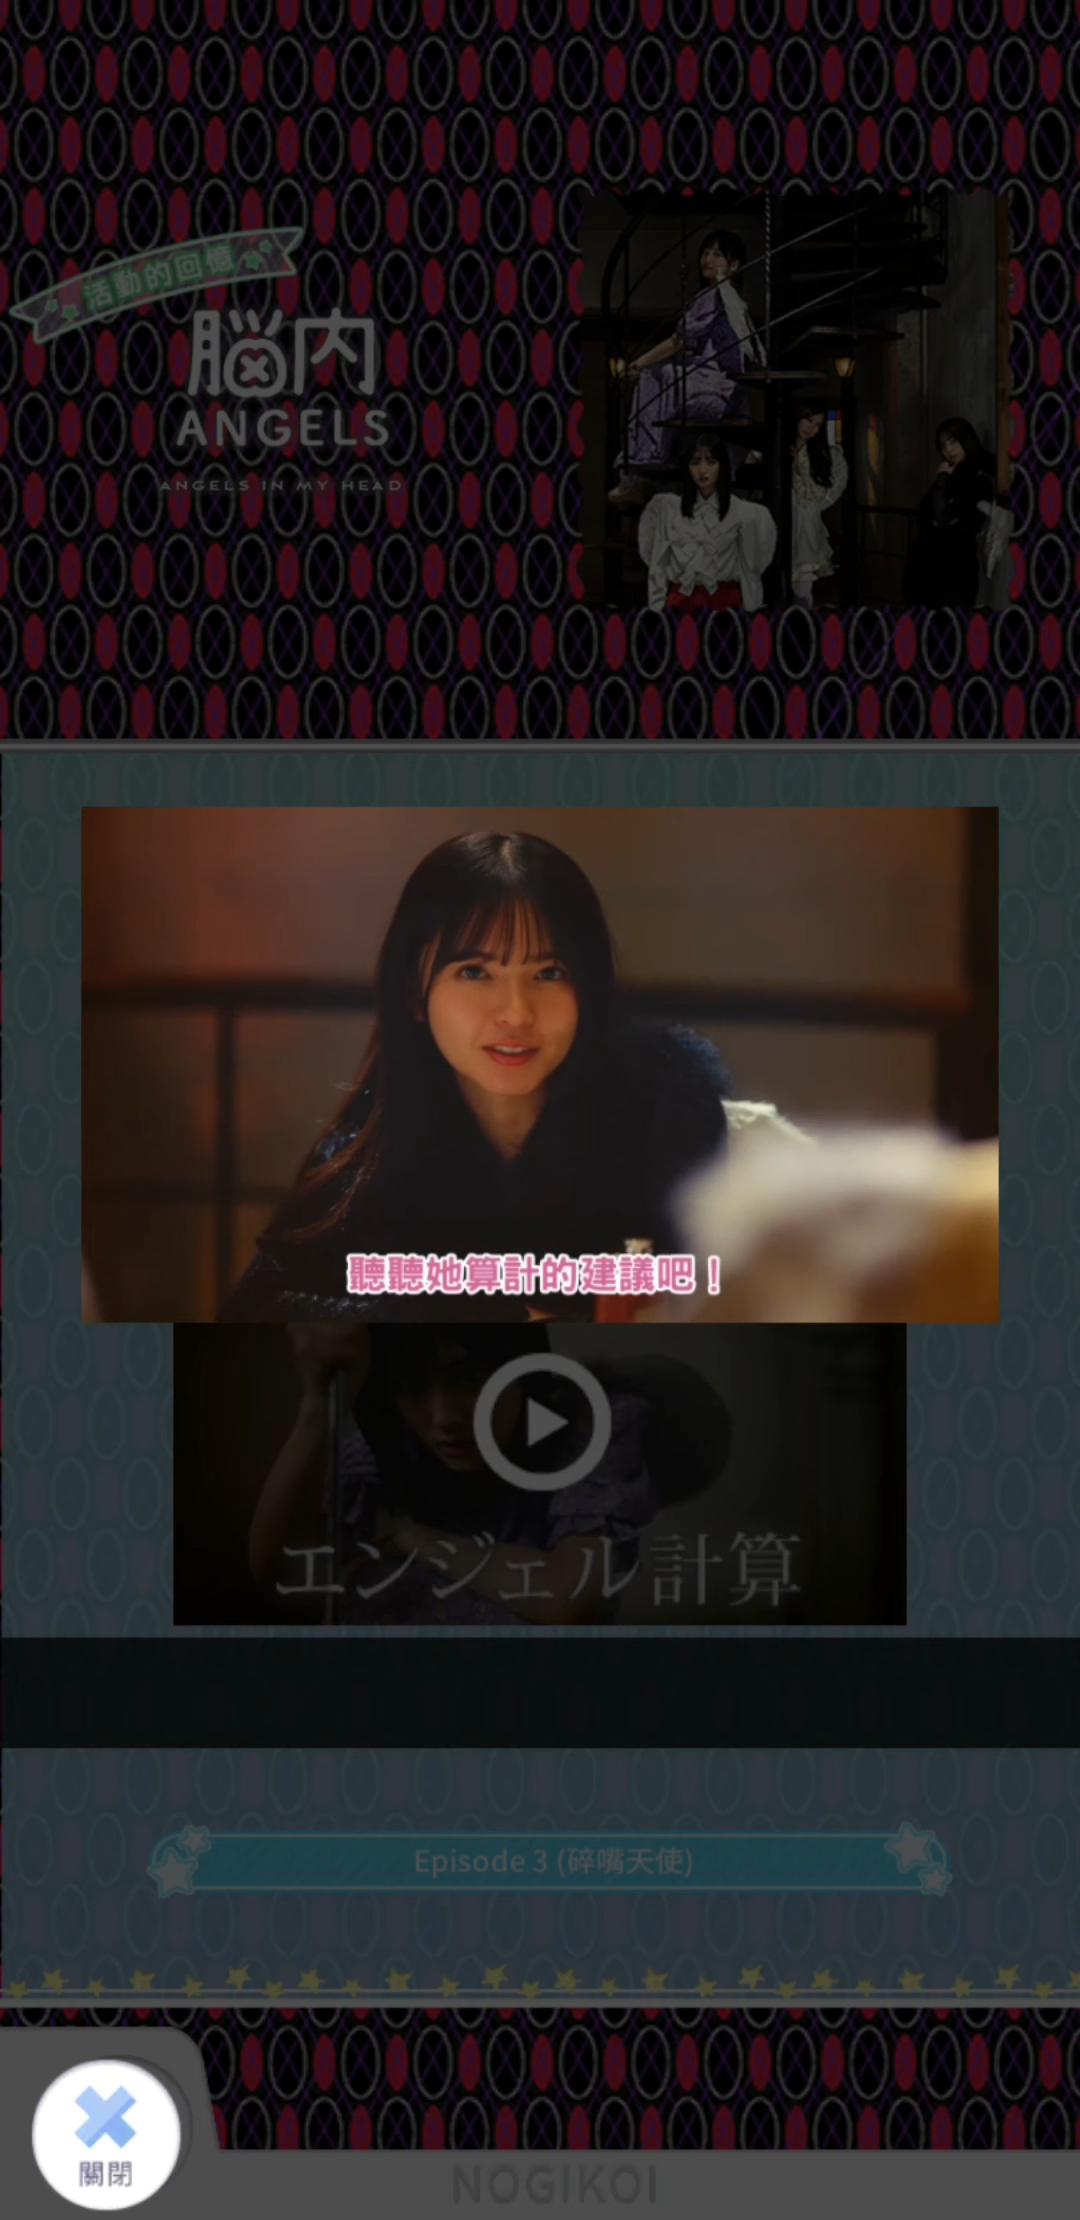 活動的回憶
脳内
ANGELS
ANGELS IN MY HEAD
聽聽她算計的建議吧！
エンジェル計算
Episode 3 (碎嘴天使)
關閉
NOGIKOI